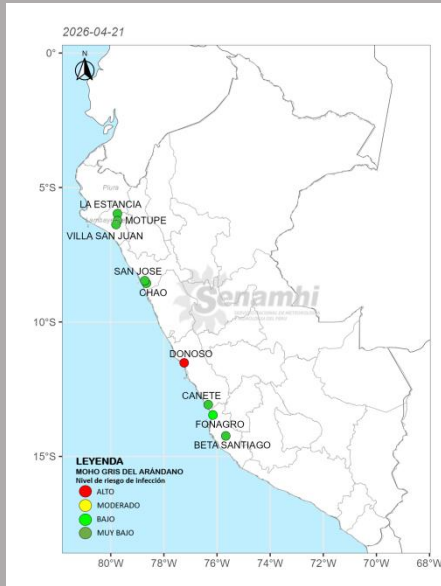 2026-04-21
N
0°
5°S
10°S
15°S
Piura
LA ESTANCIA
MOTUPE
VILLA SAN JUAN
SAN JOSE
CHAO
Senamhi
DONOSO
CANETE
FONAGRO
BETA SANTIAGO
LEYENDA
MOHO GRIS DEL ARÁNDANO
Nivel de riesgo de infección
ALTO
MODERADO
BAJO
MUY BAJO
80°W 78°W 76°W 74°W 72°W 70°W 68°W